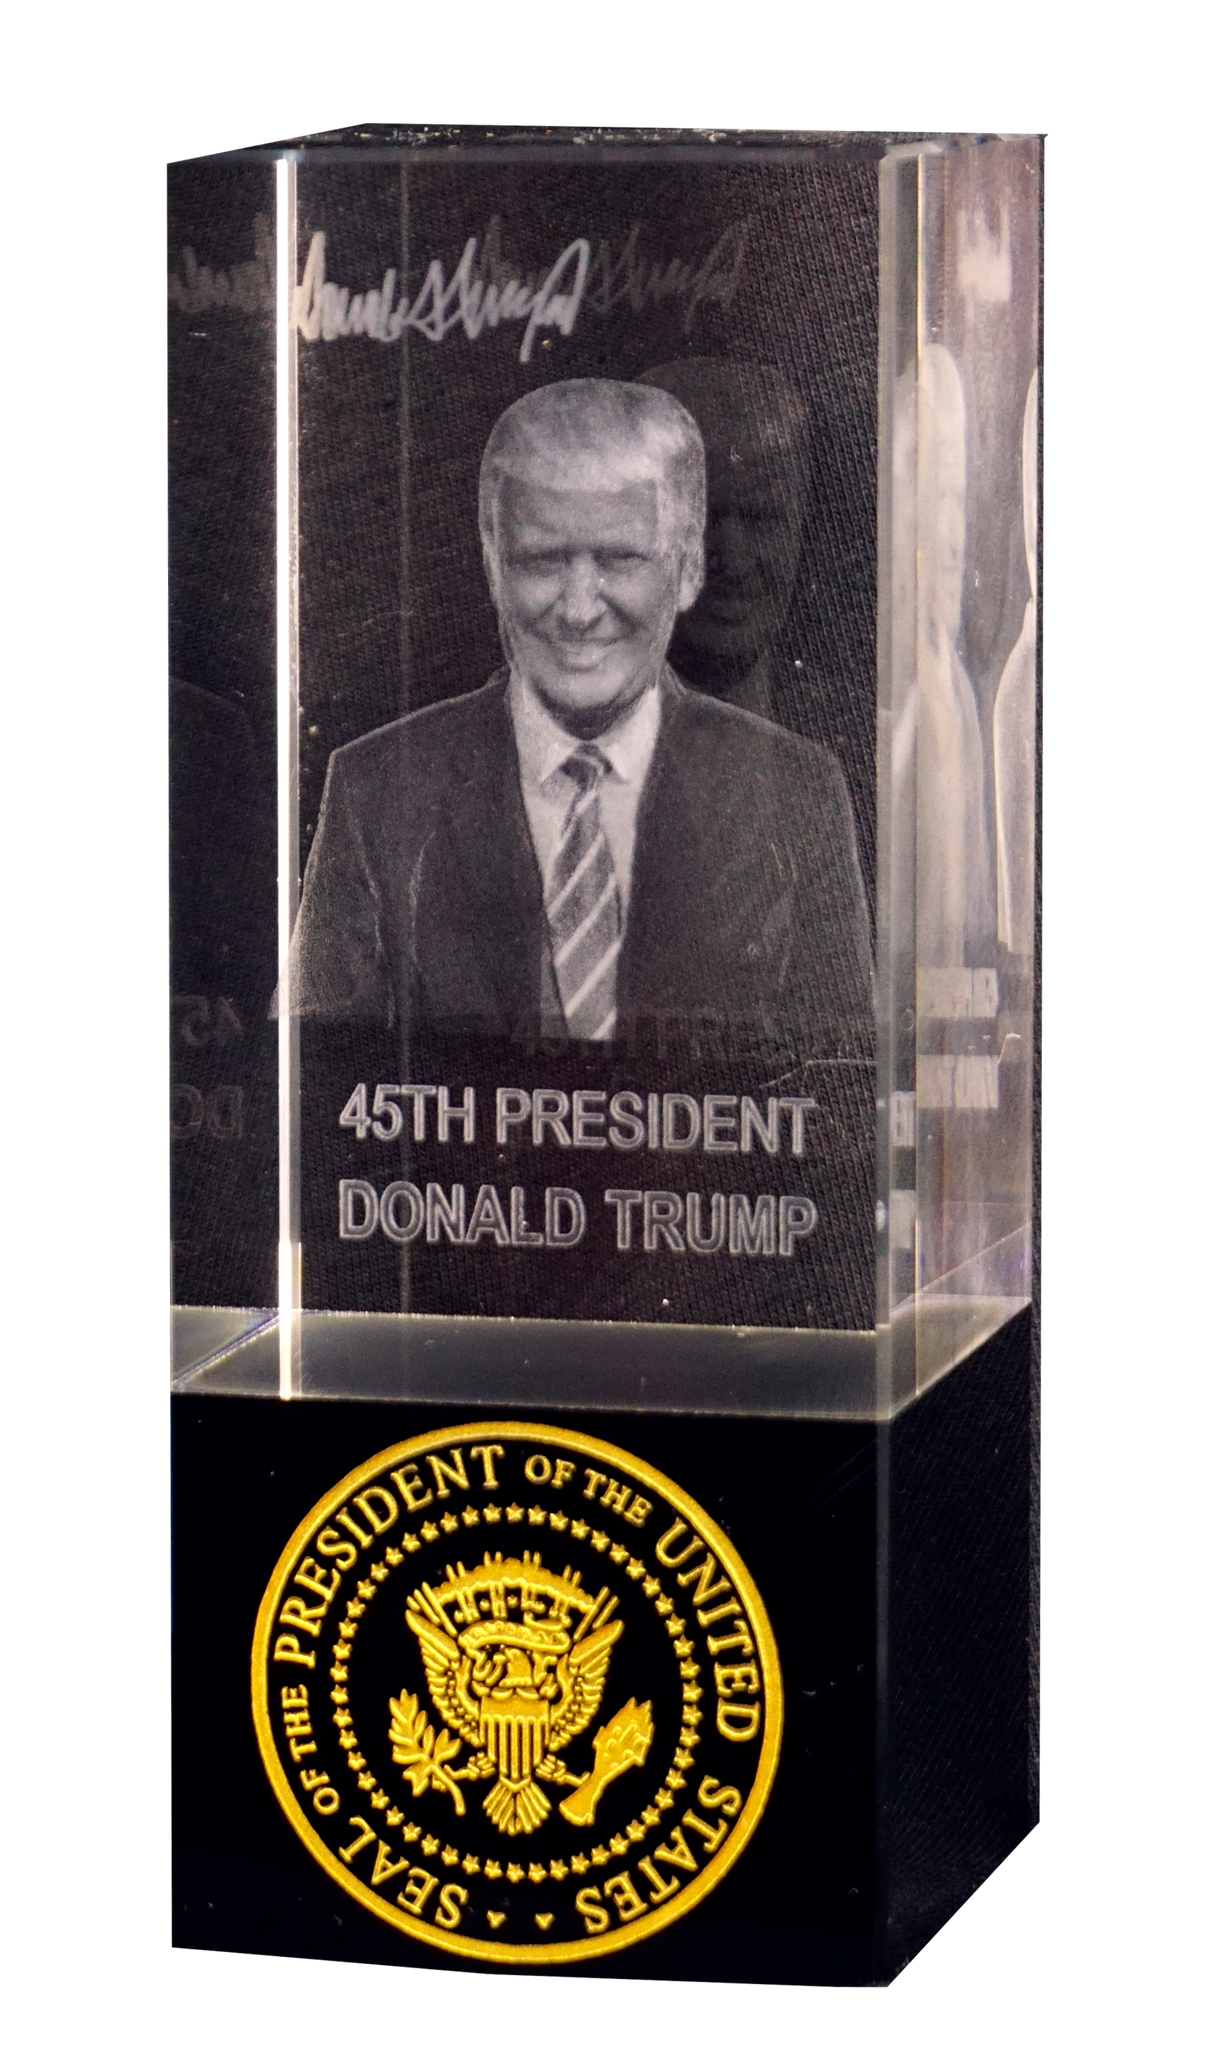 45TH PRESIDENT
DONALD TRUMP
SEAL OF THE PRESIDENT OF THE UNITED STATES